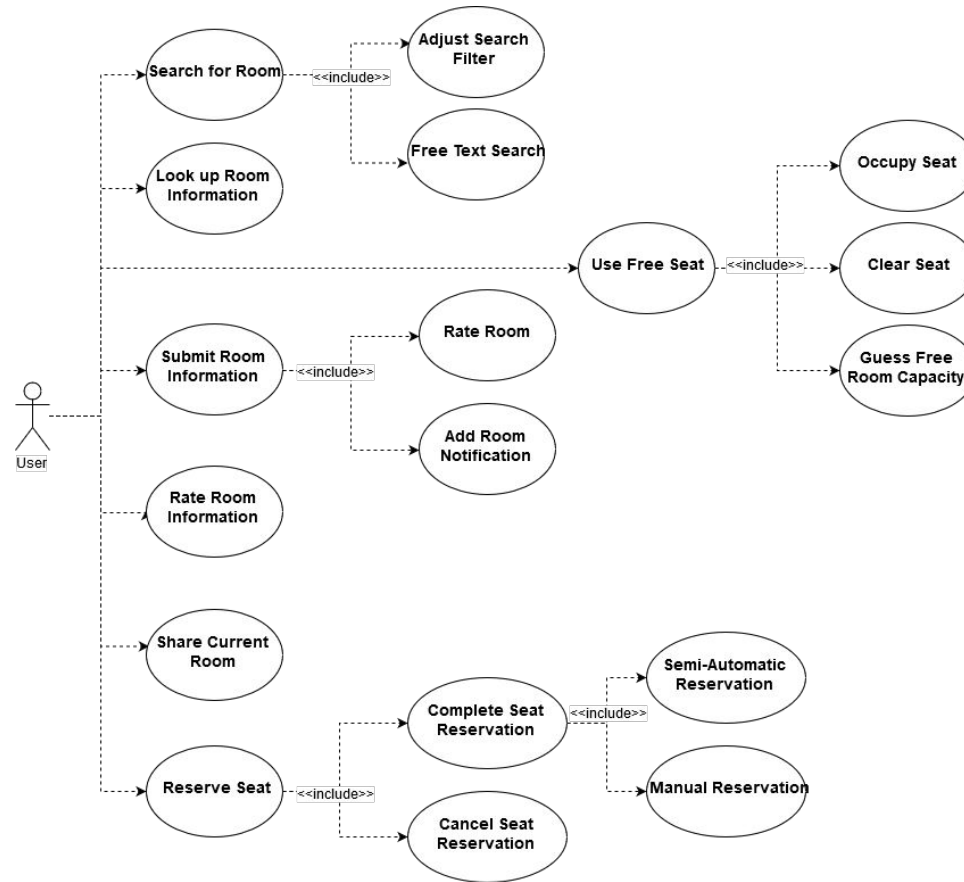 Adjust Search
Filter
Search for Room
<<include>>
Free Text Search
Look up Room
Information
Occupy Seat
Use Free Seat
<<include>>
Clear Seat
Guess Free
Room Capacity
Rate Room
Submit Room
Information
<<include>>
Add Room
Notification
User
Rate Room
Information
Share Current
Room
Semi-Automatic
Reservation
Complete Seat
Reservation
<<include>>
Manual Reservation
Reserve Seat
<<include>>
Cancel Seat
Reservation